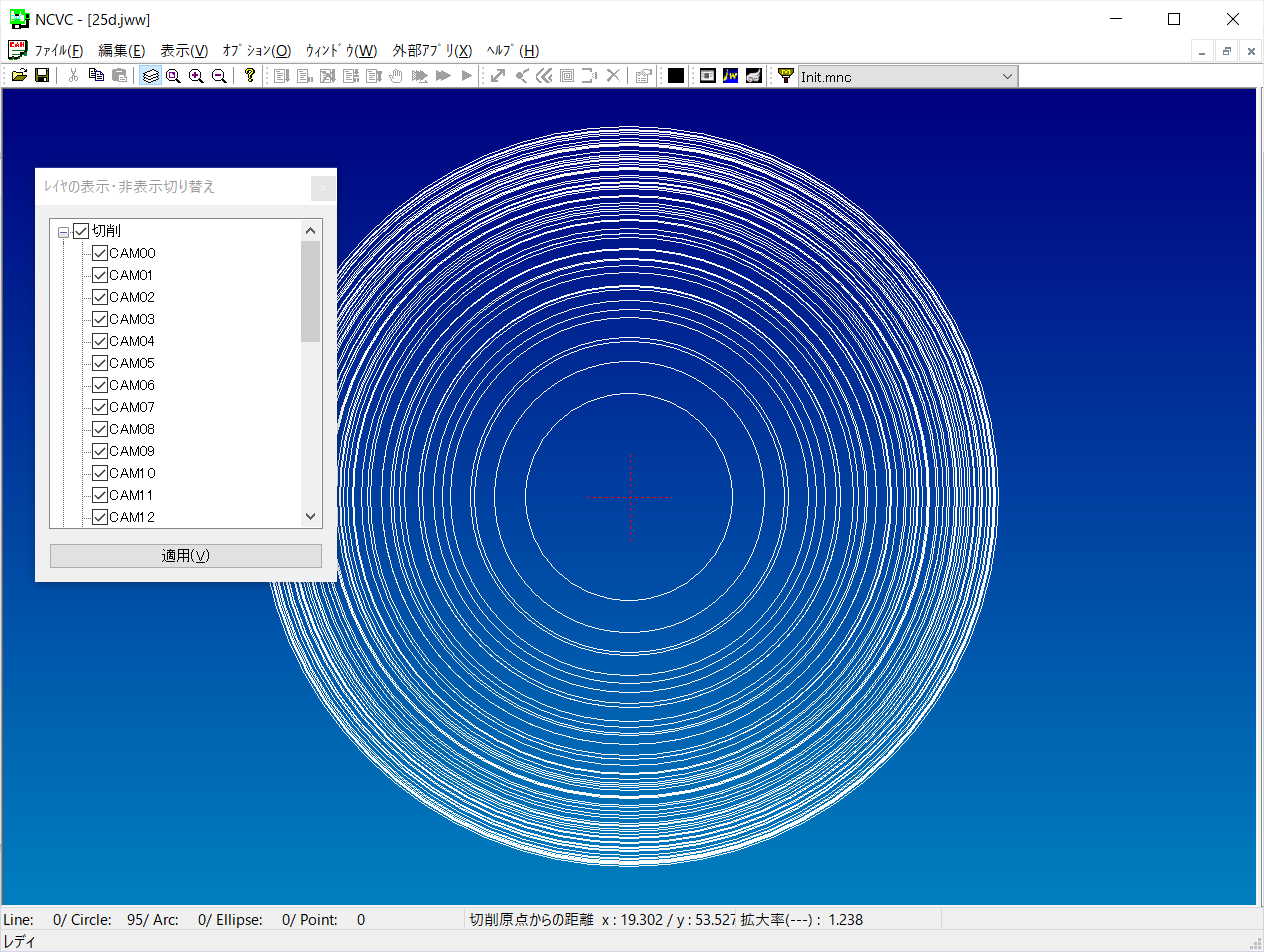 NCVC - [25d.jww]
ﾌｧｲﾙ(F) 編集(E) 表示(V) ｵﾌﾟｼｮﾝ(O) ｳｨﾝﾄﾞｳ(W) 外部ｱﾌﾟﾘ(X) ﾍﾙﾌﾟ(H)
Init.mnc
ﾚｲﾔの表示･非表示切り替え
切削
CAM00
CAM01
CAM02
CAM03
CAM04
CAM05
CAM06
CAM07
CAM08
CAM09
CAM10
CAM11
CAM12
適用(V)
Line: 0/ Circle: 95/ Arc: 0/ Ellipse: 0/ Point: 0 切削原点からの距離 x : 19.302 / y : 53.527 拡大率(---) : 1.238
レディ